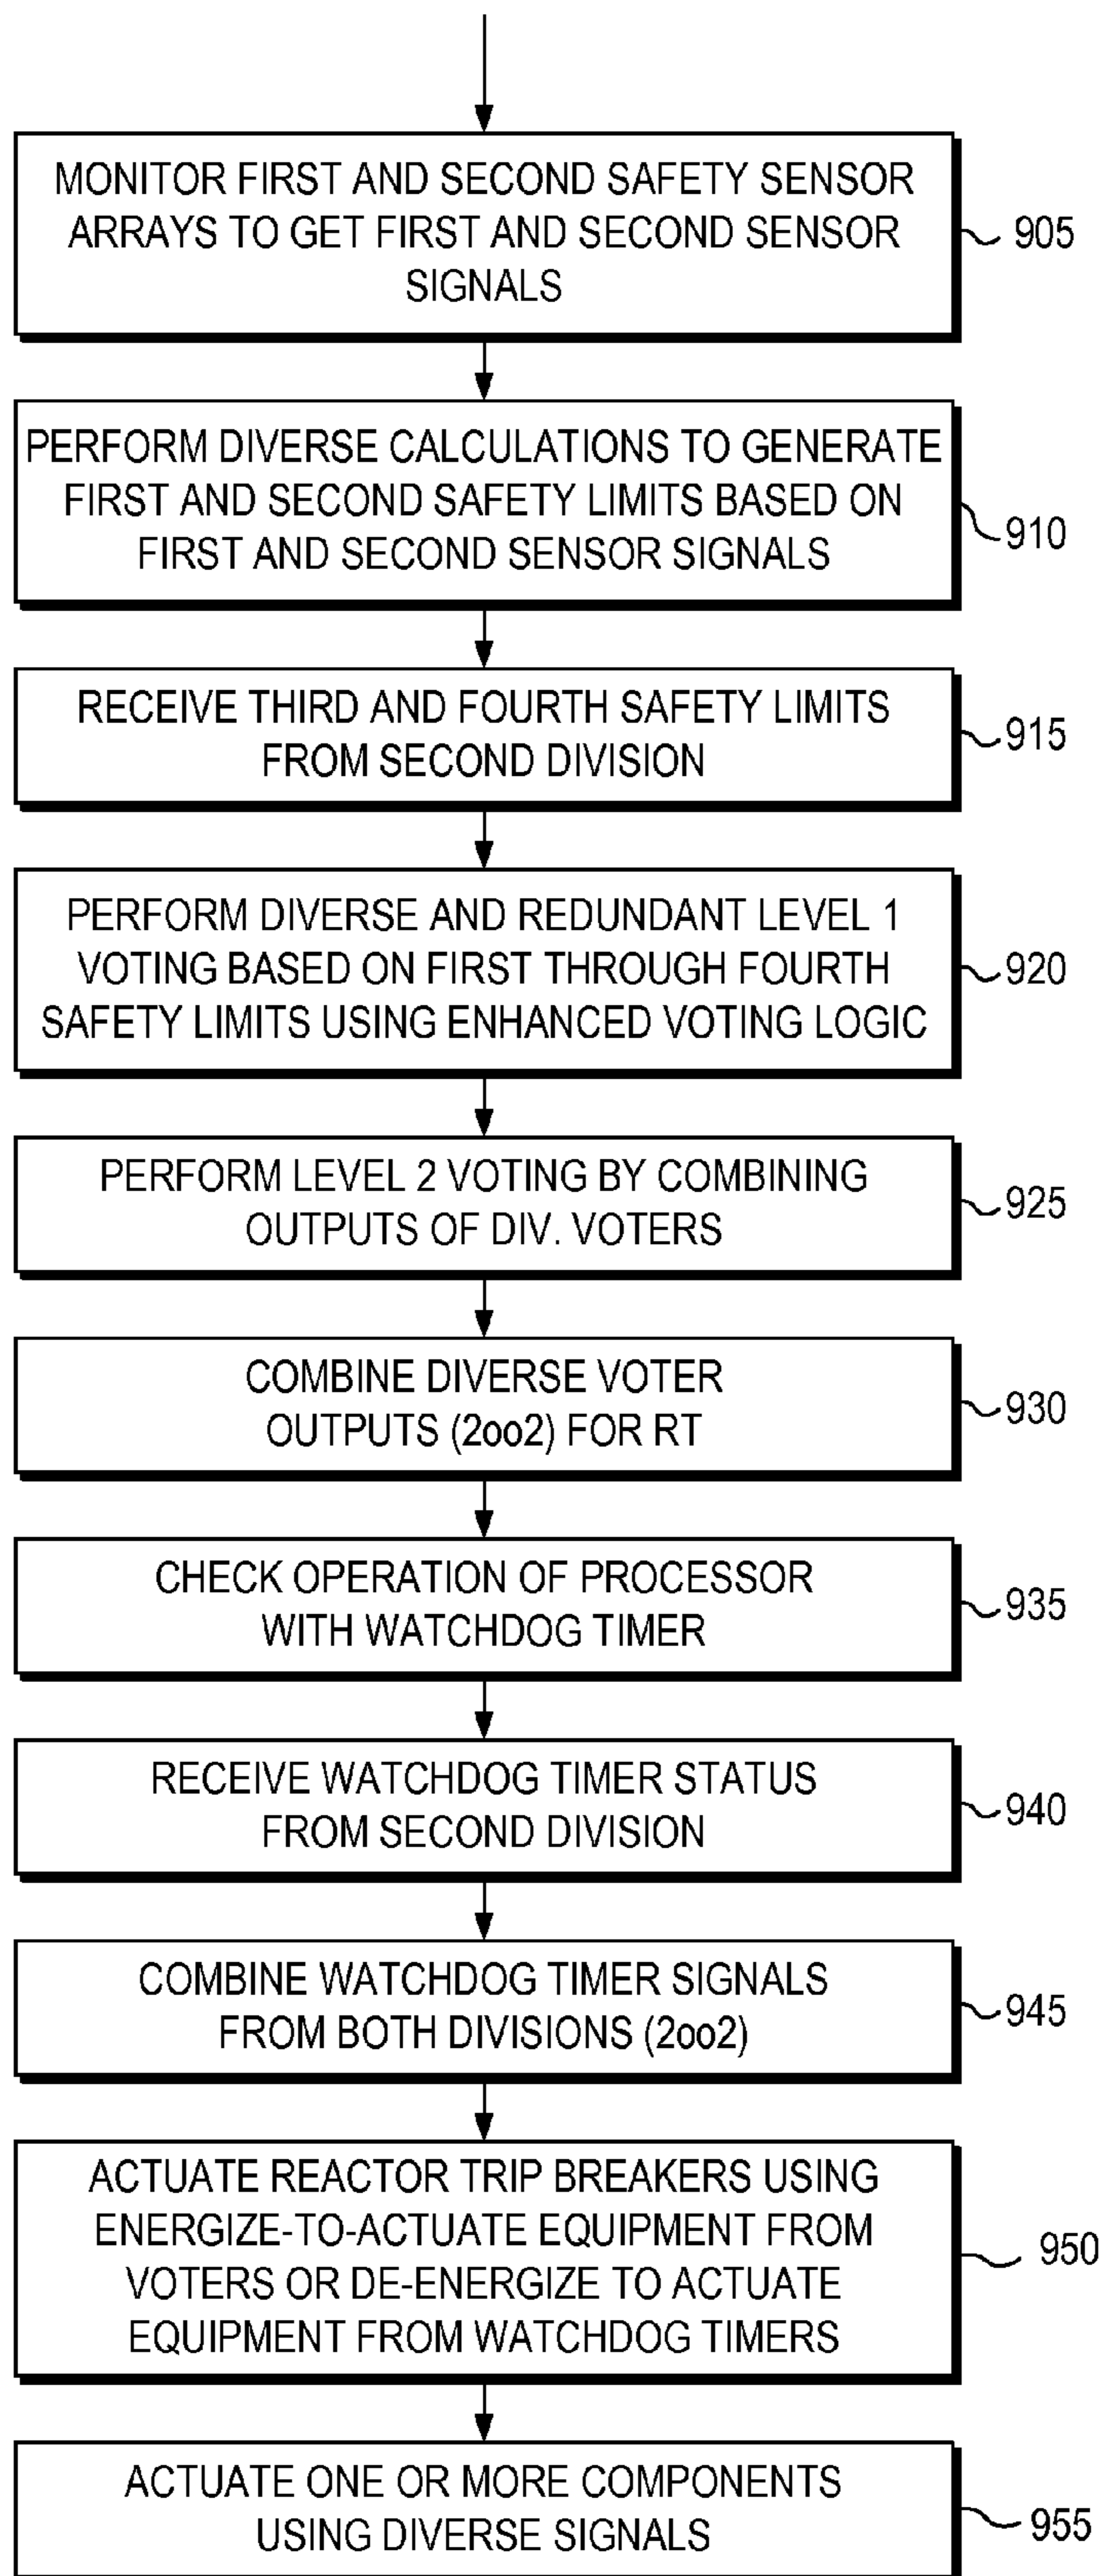 MONITOR FIRST AND SECOND SAFETY SENSOR
ARRAYS TO GET FIRST AND SECOND SENSOR
SIGNALS
905
PERFORM DIVERSE CALCULATIONS TO GENERATE
FIRST AND SECOND SAFETY LIMITS BASED ON
FIRST AND SECOND SENSOR SIGNALS
910
RECEIVE THIRD AND FOURTH SAFETY LIMITS
FROM SECOND DIVISION
915
PERFORM DIVERSE AND REDUNDANT LEVEL 1
VOTING BASED ON FIRST THROUGH FOURTH
SAFETY LIMITS USING ENHANCED VOTING LOGIC
920
PERFORM LEVEL 2 VOTING BY COMBINING
OUTPUTS OF DIV. VOTERS
925
COMBINE DIVERSE VOTER
OUTPUTS (2oo2) FOR RT
930
CHECK OPERATION OF PROCESSOR
WITH WATCHDOG TIMER
935
RECEIVE WATCHDOG TIMER STATUS
FROM SECOND DIVISION
940
COMBINE WATCHDOG TIMER SIGNALS
FROM BOTH DIVISIONS (2oo2)
945
ACTUATE REACTOR TRIP BREAKERS USING
ENERGIZE-TO-ACTUATE EQUIPMENT FROM
VOTERS OR DE-ENERGIZE TO ACTUATE
EQUIPMENT FROM WATCHDOG TIMERS
950
ACTUATE ONE OR MORE COMPONENTS
USING DIVERSE SIGNALS
955